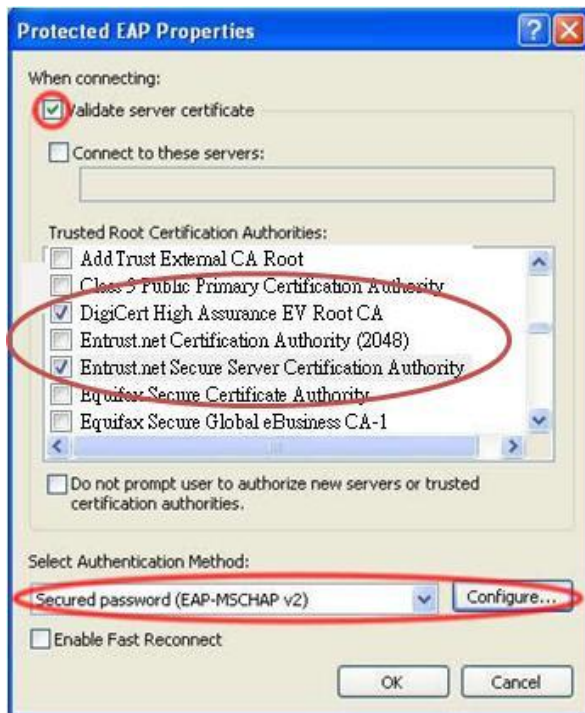 Protected EAP Properties
When connecting:
Validate server certificate
Connect to these servers:
Trusted Root Certification Authorities:
AddTrust External CA Root
Class 3 Public Primary Certification Authority
DigiCert High Assurance EV Root CA
Entrust.net Certification Authority (2048)
Entrust.net Secure Server Certification Authority
Equifax Secure Certificate Authority
Equifax Secure Global eBusiness CA-1
Do not prompt user to authorize new servers or trusted
certification authorities.
Select Authentication Method:
Secured password (EAP-MSCHAP v2)
Configure...
Enable Fast Reconnect
OK
Cancel